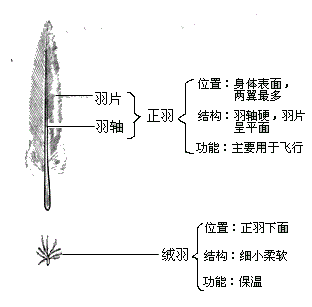 羽片
羽轴
正羽
位置：身体表面，
两翼最多
结构：羽轴硬，羽片
呈平面
功能：主要用于飞行
绒羽
位置：正羽下面
结构：细小柔软
功能：保温